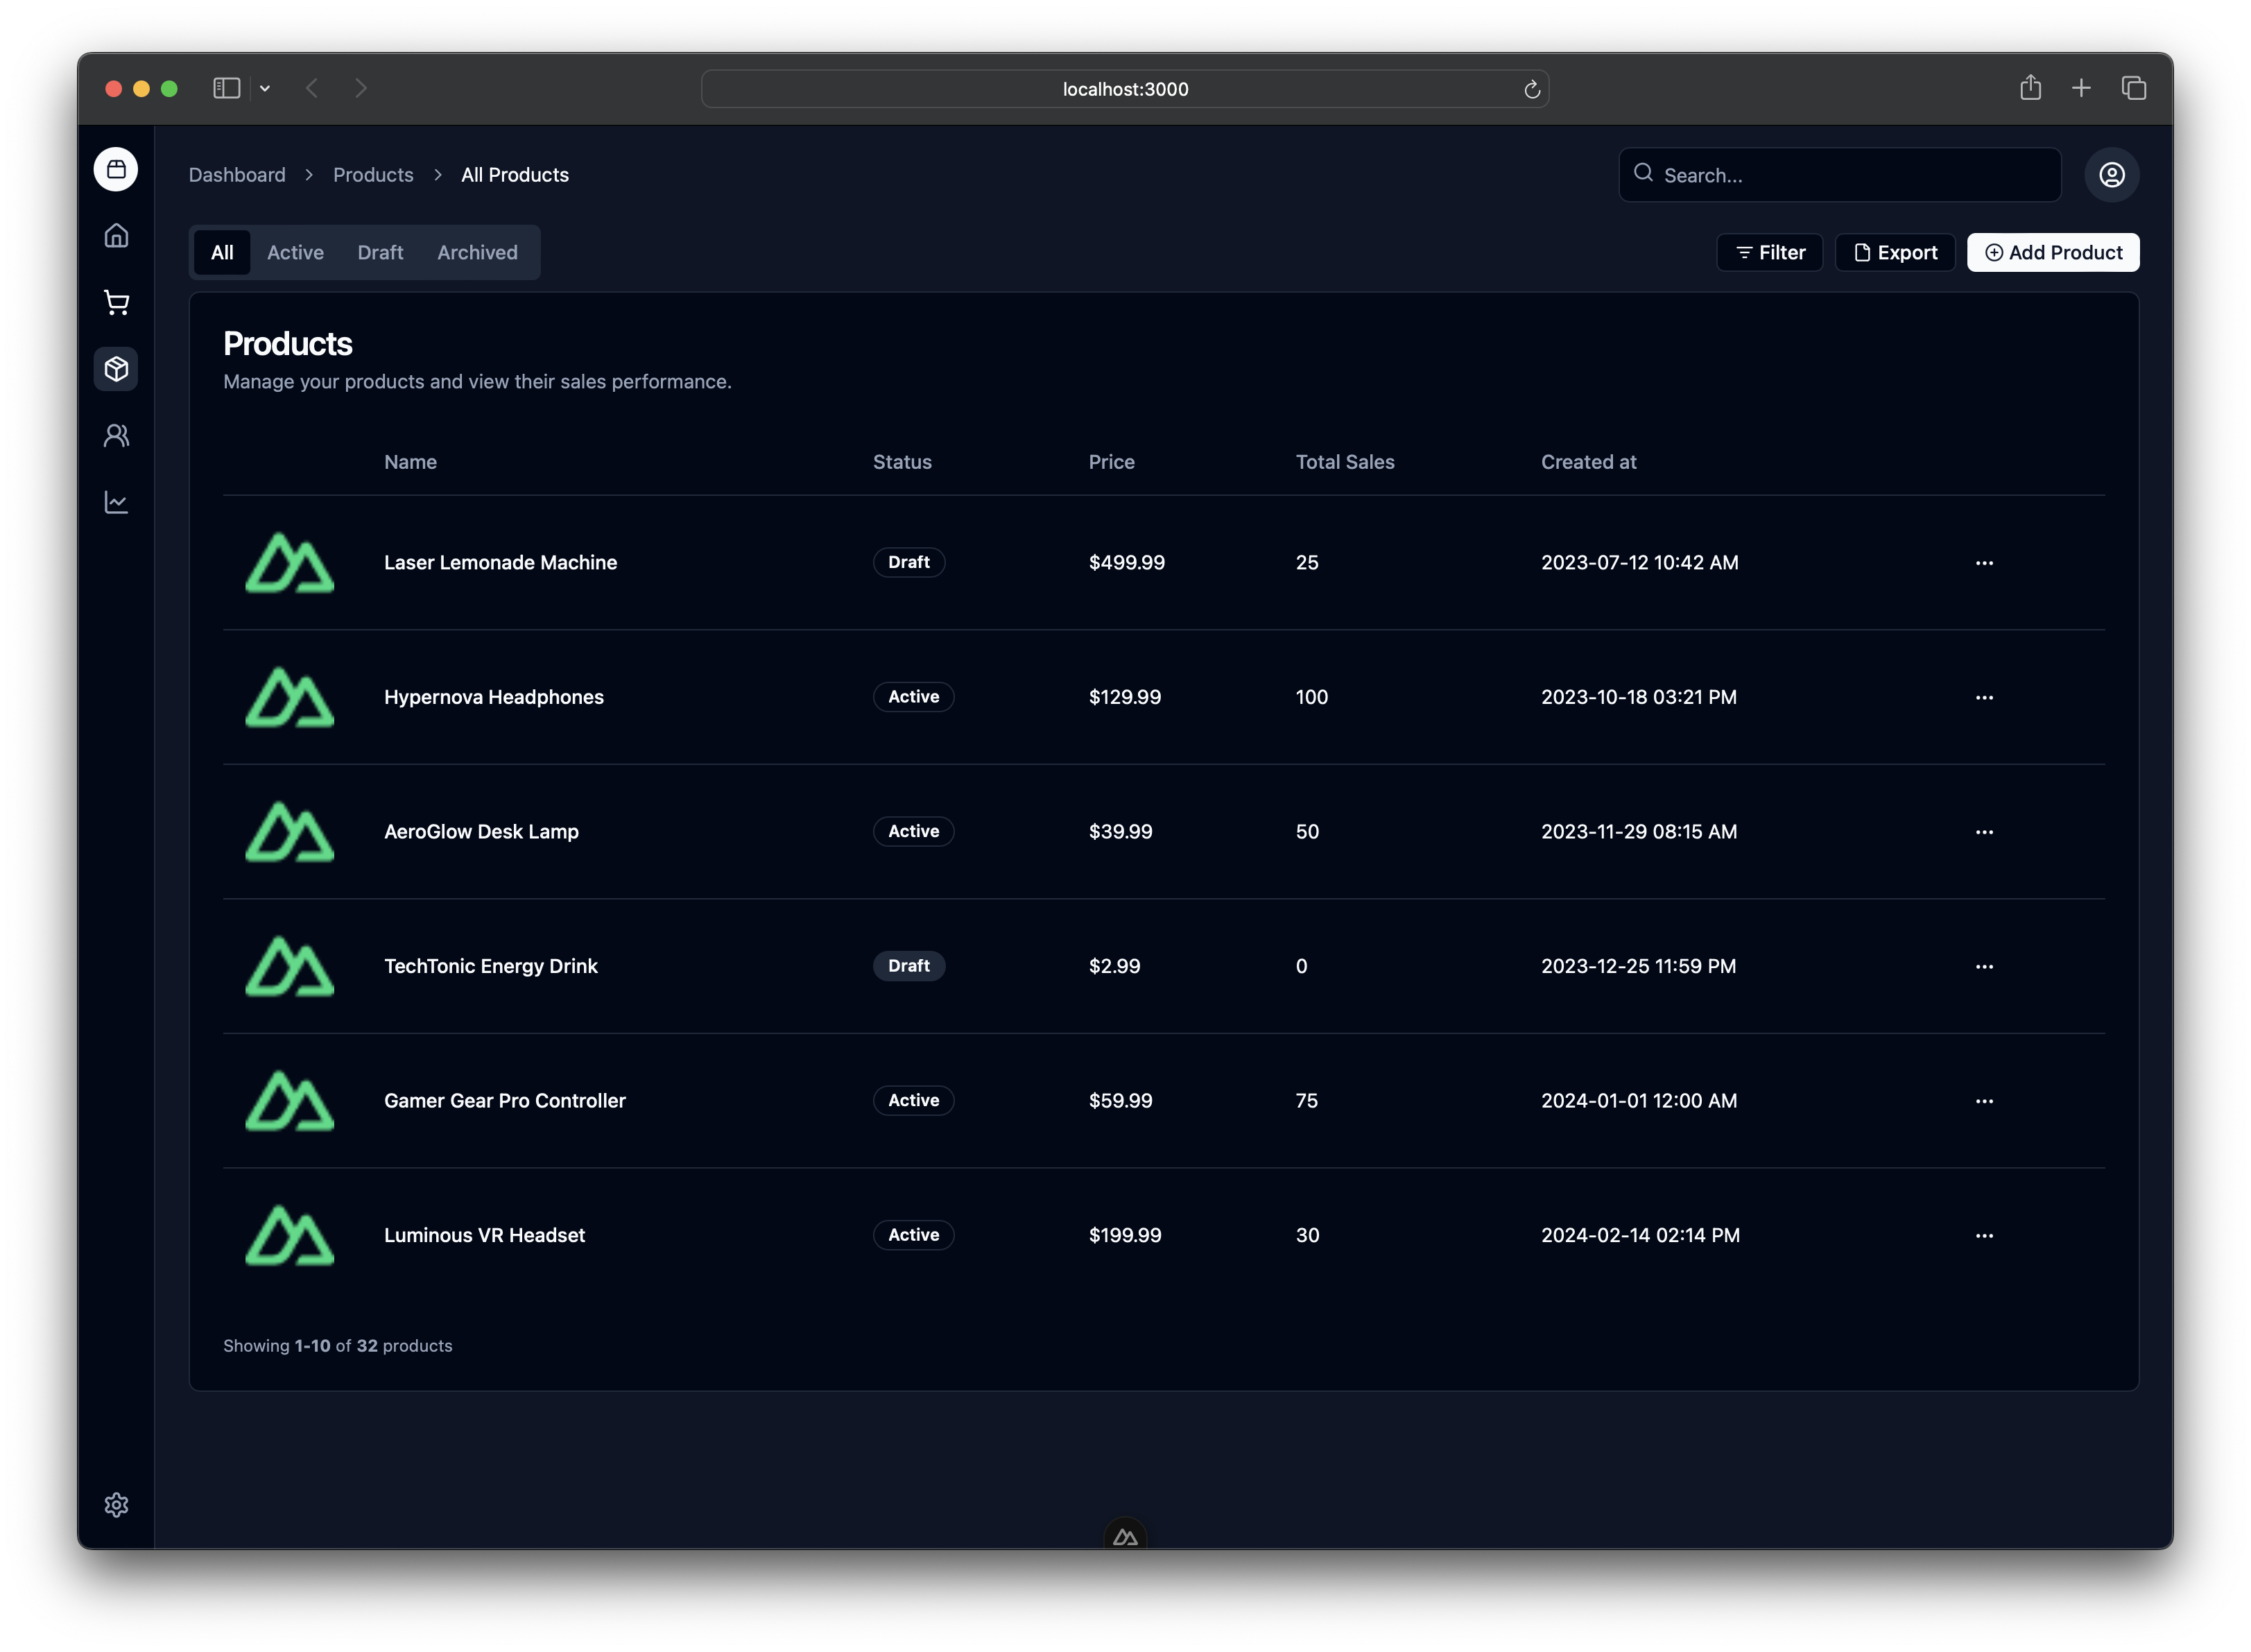 localhost:3000
Dashboard > Products > All Products
Search...
All Active Draft Archived
Filter Export Add Product
Products
Manage your products and view their sales performance.
Name Status Price Total Sales Created at
Laser Lemonade Machine Draft $499.99 25 2023-07-12 10:42 AM
Hypernova Headphones Active $129.99 100 2023-10-18 03:21 PM
AeroGlow Desk Lamp Active $39.99 50 2023-11-29 08:15 AM
TechTonic Energy Drink Draft $2.99 0 2023-12-25 11:59 PM
Gamer Gear Pro Controller Active $59.99 75 2024-01-01 12:00 AM
Luminous VR Headset Active $199.99 30 2024-02-14 02:14 PM
Showing 1-10 of 32 products